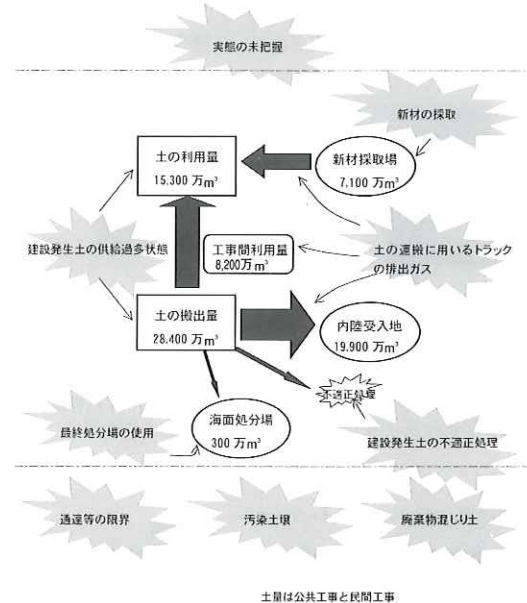 実態の未把握
新材の採取
土の利用量
15,300 万m³
新材採取場
7,100 万m³
建設発生土の供給過多状態
工事間利用量
8,200万m³
土の運搬に用いるトラック
の排出ガス
土の搬出量
28,400 万m³
内陸受入地
19,900 万m³
不適正処理
海面処分場
300 万m³
最終処分場の使用
建設発生土の不適正処理
通達等の限界
汚染土壌
廃棄物混じり土
土量は公共工事と民間工事